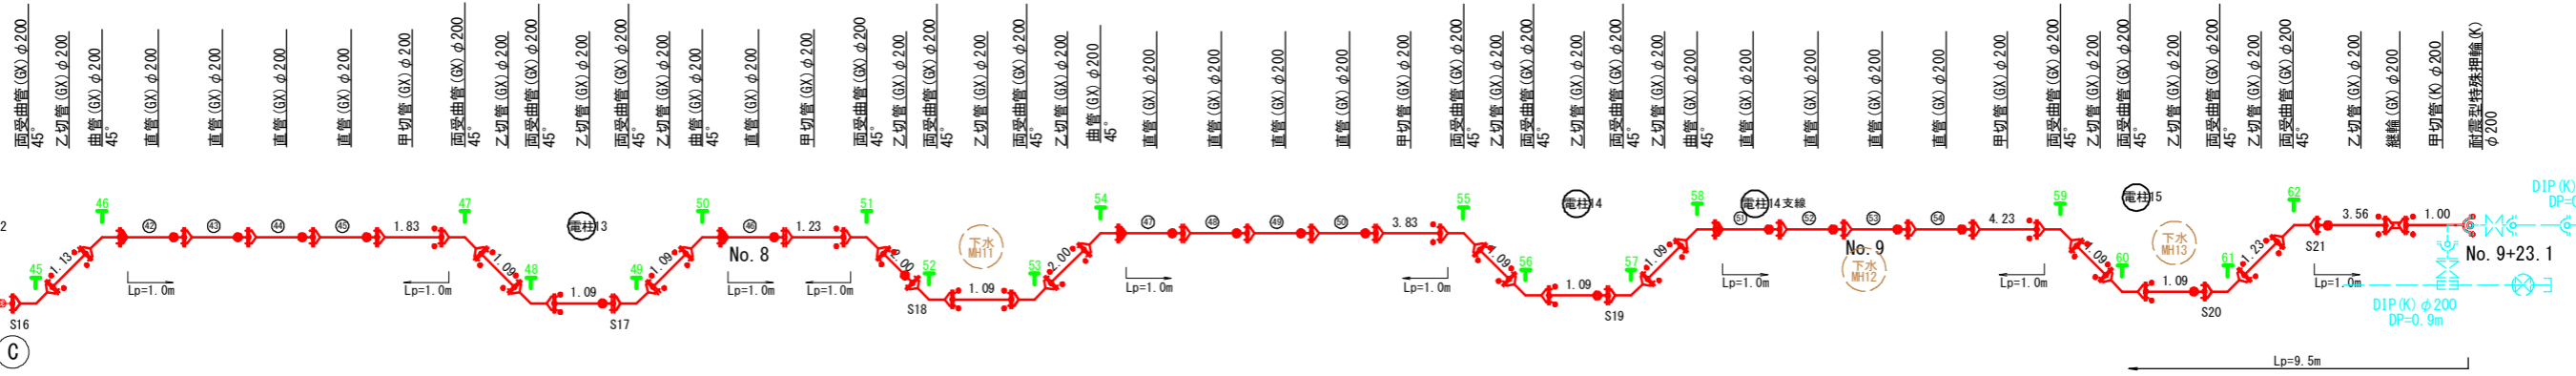 両受曲管(GX)φ200
45°
乙切管(GX)φ200
曲管(GX)φ200
45°
直管(GX)φ200
直管(GX)φ200
直管(GX)φ200
直管(GX)φ200
甲切管(GX)φ200
両受曲管(GX)φ200
45°
乙切管(GX)φ200
両受曲管(GX)φ200
45°
乙切管(GX)φ200
両受曲管(GX)φ200
45°
乙切管(GX)φ200
曲管(GX)φ200
45°
直管(GX)φ200
甲切管(GX)φ200
両受曲管(GX)φ200
45°
乙切管(GX)φ200
両受曲管(GX)φ200
45°
乙切管(GX)φ200
両受曲管(GX)φ200
45°
乙切管(GX)φ200
曲管(GX)φ200
45°
直管(GX)φ200
直管(GX)φ200
直管(GX)φ200
直管(GX)φ200
甲切管(GX)φ200
両受曲管(GX)φ200
45°
乙切管(GX)φ200
両受曲管(GX)φ200
45°
乙切管(GX)φ200
両受曲管(GX)φ200
45°
乙切管(GX)φ200
曲管(GX)φ200
45°
直管(GX)φ200
直管(GX)φ200
直管(GX)φ200
直管(GX)φ200
甲切管(GX)φ200
両受曲管(GX)φ200
45°
乙切管(GX)φ200
両受曲管(GX)φ200
45°
乙切管(GX)φ200
両受曲管(GX)φ200
45°
乙切管(GX)φ200
両受曲管(GX)φ200
45°
乙切管(GX)φ200
継輪(GX)φ200
甲切管(K)φ200
耐震型特殊押輪(K)
φ200
2
45
1.13
46
㊷
㊸
㊹
㊺
1.83
47
1.09
48
電柱13
1.09
49
1.09
50
No.8
㊻
1.23
51
2.00
52
下水
MH11
1.09
53
2.00
54
㊼
㊽
㊾
㊿
3.83
55
1.09
56
電柱14
1.09
57
1.09
58
電柱14支線
51
52
53
54
No.9
下水
MH12
4.23
59
1.09
60
電柱15
下水
MH13
1.09
61
1.23
62
3.56
1.00
DIP(K)
DP=0
No.9+23.1
Lp=1.0m
Lp=1.0m
Lp=1.0m
Lp=1.0m
Lp=1.0m
Lp=1.0m
Lp=1.0m
Lp=1.0m
Lp=1.0m
S16
S17
S18
S19
S20
S21
DIP(K)φ200
DP=0.9m
C
Lp=9.5m